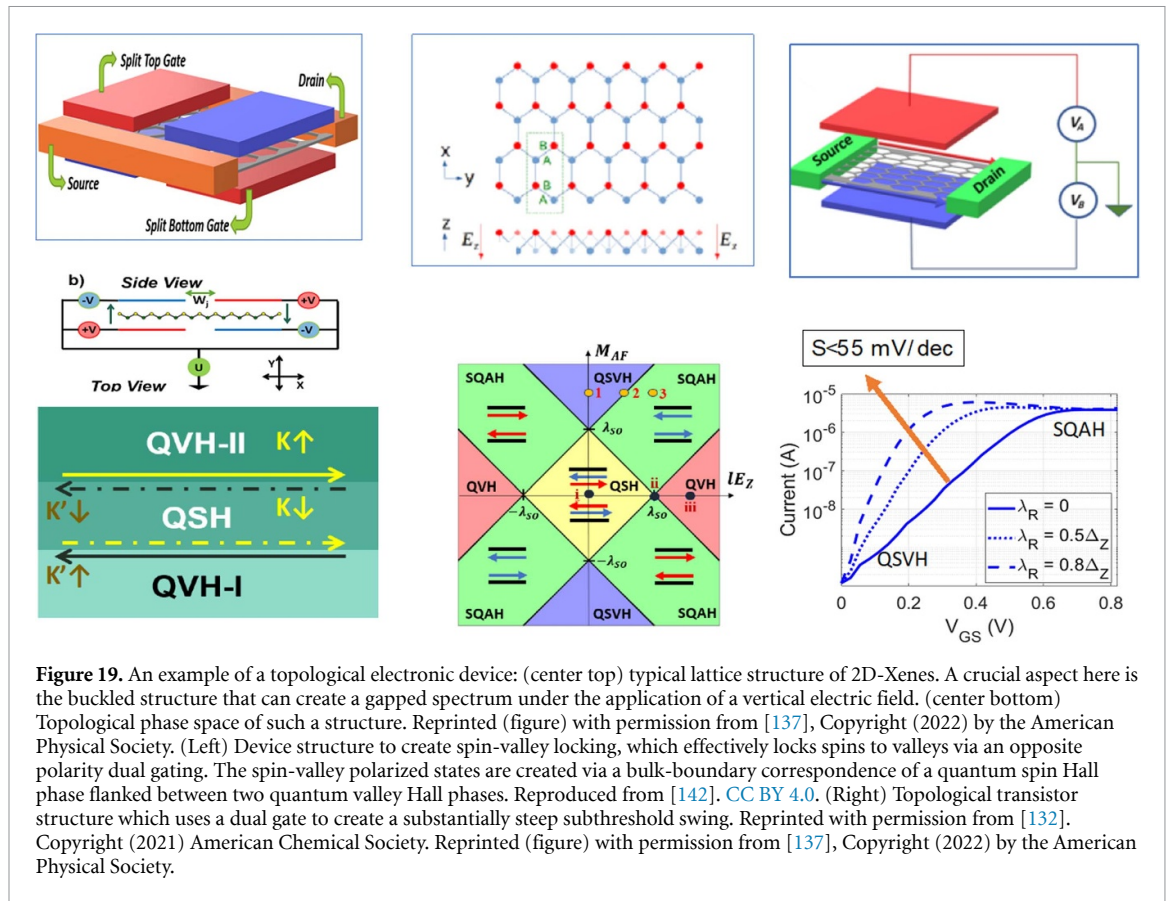 Split Top Gate
Drain
Source
Split Bottom Gate
X
y
Z
B
A
B
A
E_z
E_z
Source
Drain
V_A
V_B
b) Side View
-V
W_j
+V
+V
-V
U
Top View
Y
X
QVH-II
K↑
K'↓
QSH
K↓
K'↑
QVH-I
M_AF
SQAH
QSVH
SQAH
1
2
3
λ_so
QVH
QSH
QVH
i
ii
iii
lE_Z
-λ_so
λ_so
-λ_so
SQAH
QSVH
SQAH
S<55 mV/dec
10^-5
10^-6
10^-7
10^-8
Current (A)
SQAH
QSVH
λ_R = 0
λ_R = 0.5Δ_Z
λ_R = 0.8Δ_Z
0
0.2
0.4
0.6
0.8
V_GS (V)
Figure 19. An example of a topological electronic device: (center top) typical lattice structure of 2D-Xenes. A crucial aspect here is
the buckled structure that can create a gapped spectrum under the application of a vertical electric field. (center bottom)
Topological phase space of such a structure. Reprinted (figure) with permission from [137], Copyright (2022) by the American
Physical Society. (Left) Device structure to create spin-valley locking, which effectively locks spins to valleys via an opposite
polarity dual gating. The spin-valley polarized states are created via a bulk-boundary correspondence of a quantum spin Hall
phase flanked between two quantum valley Hall phases. Reproduced from [142]. CC BY 4.0. (Right) Topological transistor
structure which uses a dual gate to create a substantially steep subthreshold swing. Reprinted with permission from [132].
Copyright (2021) American Chemical Society. Reprinted (figure) with permission from [137], Copyright (2022) by the American
Physical Society.